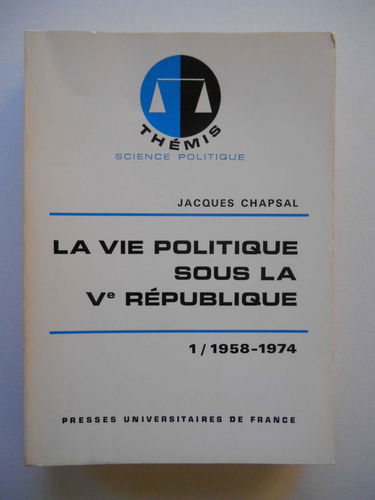 THÉMIS
SCIENCE POLITIQUE
JACQUES CHAPSAL
LA VIE POLITIQUE
SOUS LA
Ve RÉPUBLIQUE
1/1958-1974
PRESSES UNIVERSITAIRES DE FRANCE